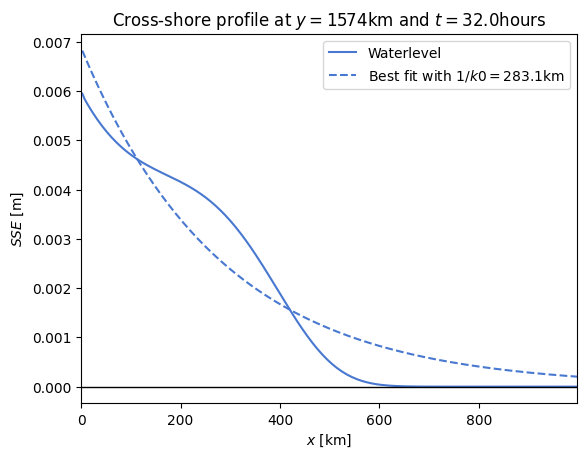 Cross-shore profile at y = 1574km and t = 32.0hours
Waterlevel
Best fit with 1/k0 = 283.1km
0.007
0.006
0.005
0.004
0.003
0.002
0.001
0.000
SSE [m]
0 200 400 600 800
x [km]